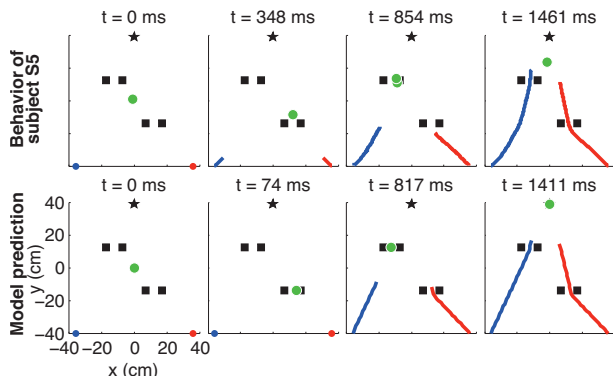 t = 0 ms t = 348 ms t = 854 ms t = 1461 ms
Behavior of
subject S5
t = 0 ms t = 74 ms t = 817 ms t = 1411 ms
Model prediction
y (cm)
40
20
0
−20
−40
−40 −20 0 20 40
x (cm)